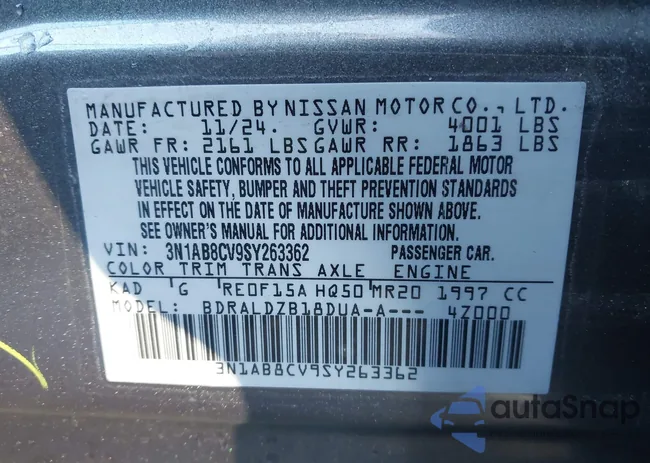 MANUFACTURED BY NISSAN MOTOR CO., LTD.
DATE: 11/24. GVWR: 4001 LBS
GAWR FR: 2161 LBS GAWR RR: 1863 LBS
THIS VEHICLE CONFORMS TO ALL APPLICABLE FEDERAL MOTOR
VEHICLE SAFETY, BUMPER AND THEFT PREVENTION STANDARDS
IN EFFECT ON THE DATE OF MANUFACTURE SHOWN ABOVE.
SEE OWNER'S MANUAL FOR ADDITIONAL INFORMATION
VIN: 3N1AB8CV9SY263362 PASSENGER CAR.
COLOR TRIM TRANS AXLE ENGINE
KAD G RE0F15A HQ50 MR20 1997 CC
MODEL: BDRALDZB18DUA-A--- 4Z000
3N1AB8CV9SY263362
autoSnap